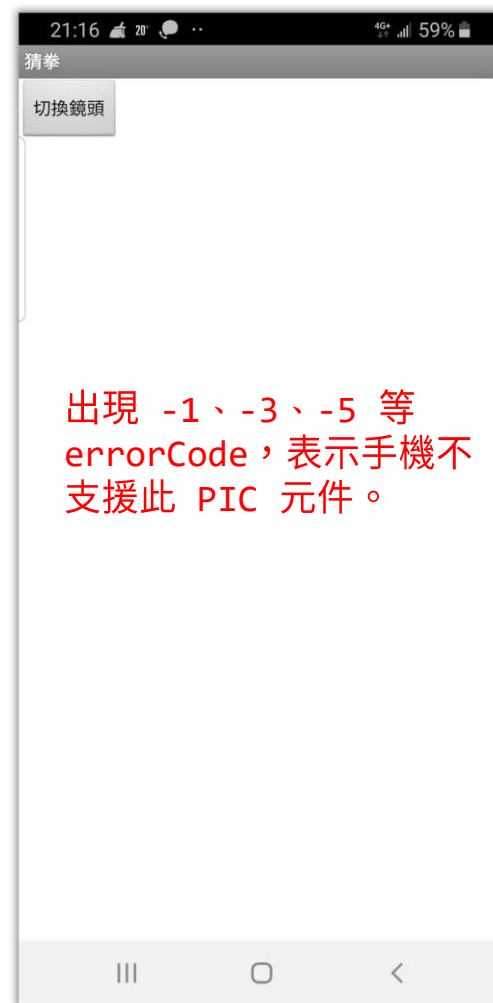 21:16 20° 4G+ 59%
猜拳
切換鏡頭
出現 -1、-3、-5 等
errorCode，表示手機不
支援此 PIC 元件。